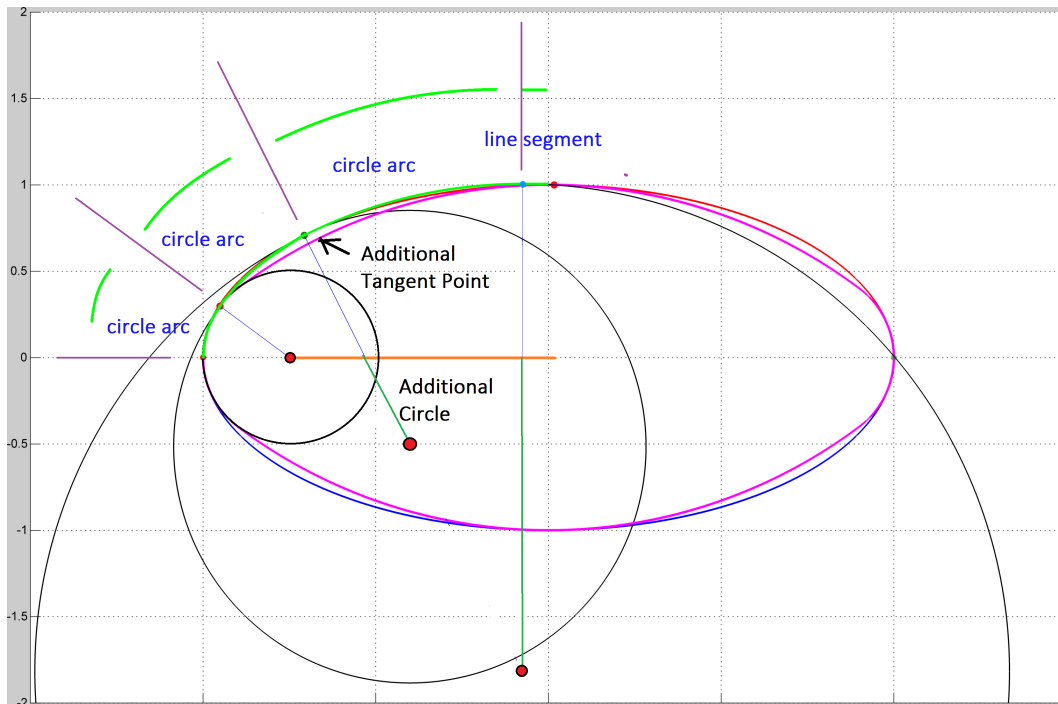 2
1.5
line segment
circle arc
1
circle arc
Additional
Tangent Point
0.5
circle arc
0
Additional
Circle
-0.5
-1
-1.5
-2